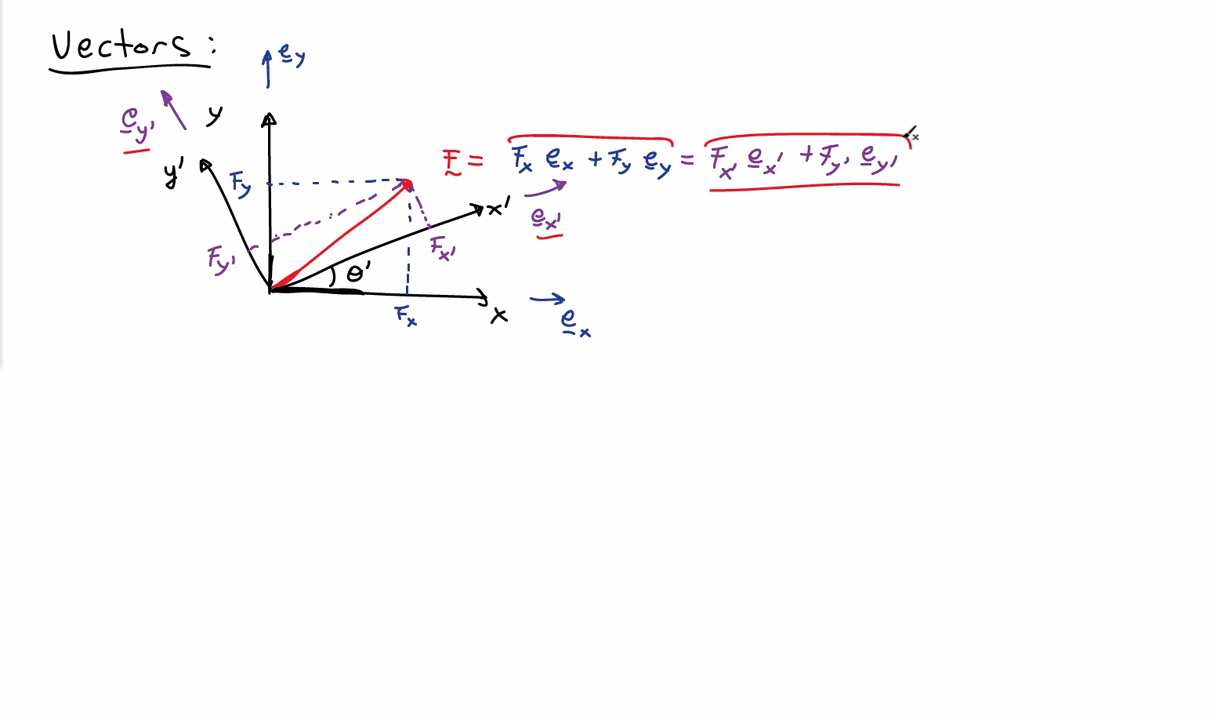 Vectors:
e_y
e_y'
y
y'
F_y
F = F_x e_x + F_y e_y = F_x' e_x' + F_y' e_y'
x'
e_x'
F_y'
F_x'
θ'
F_x
x
e_x